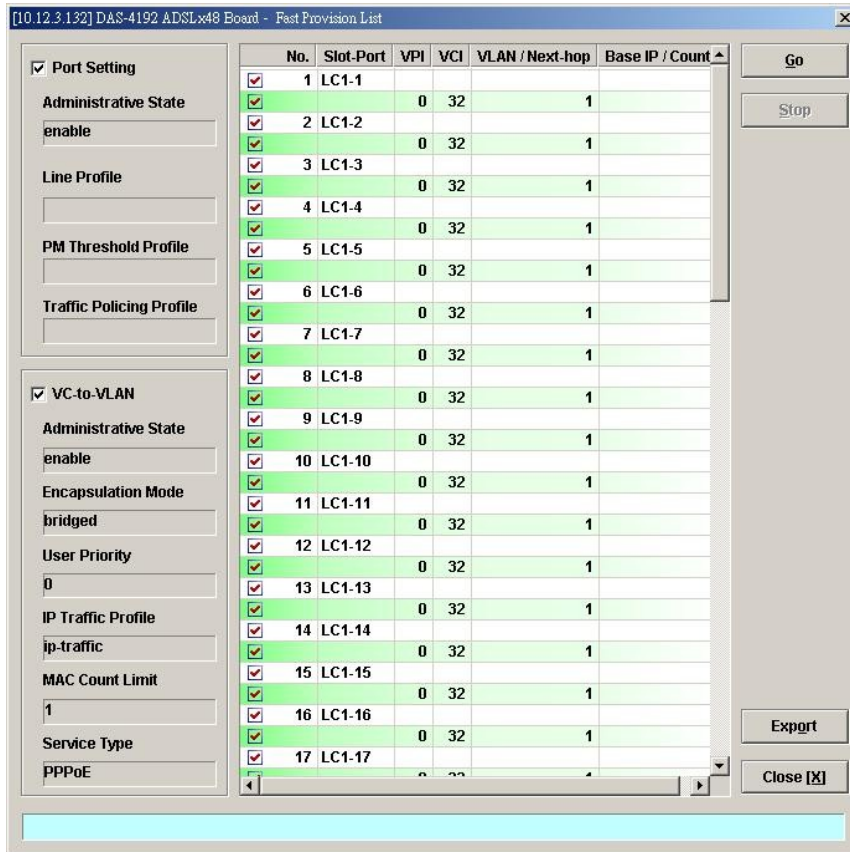 [10.12.3.132] DAS-4192 ADSLx48 Board - Fast Provision List
Port Setting
Administrative State
enable
Line Profile
PM Threshold Profile
Traffic Policing Profile
VC-to-VLAN
Administrative State
enable
Encapsulation Mode
bridged
User Priority
0
IP Traffic Profile
ip-traffic
MAC Count Limit
1
Service Type
PPPoE
No. Slot-Port VPI VCI VLAN / Next-hop Base IP / Count
1 LC1-1
0 32 1
2 LC1-2
0 32 1
3 LC1-3
0 32 1
4 LC1-4
0 32 1
5 LC1-5
0 32 1
6 LC1-6
0 32 1
7 LC1-7
0 32 1
8 LC1-8
0 32 1
9 LC1-9
0 32 1
10 LC1-10
0 32 1
11 LC1-11
0 32 1
12 LC1-12
0 32 1
13 LC1-13
0 32 1
14 LC1-14
0 32 1
15 LC1-15
0 32 1
16 LC1-16
0 32 1
17 LC1-17
Go
Stop
Export
Close [X]